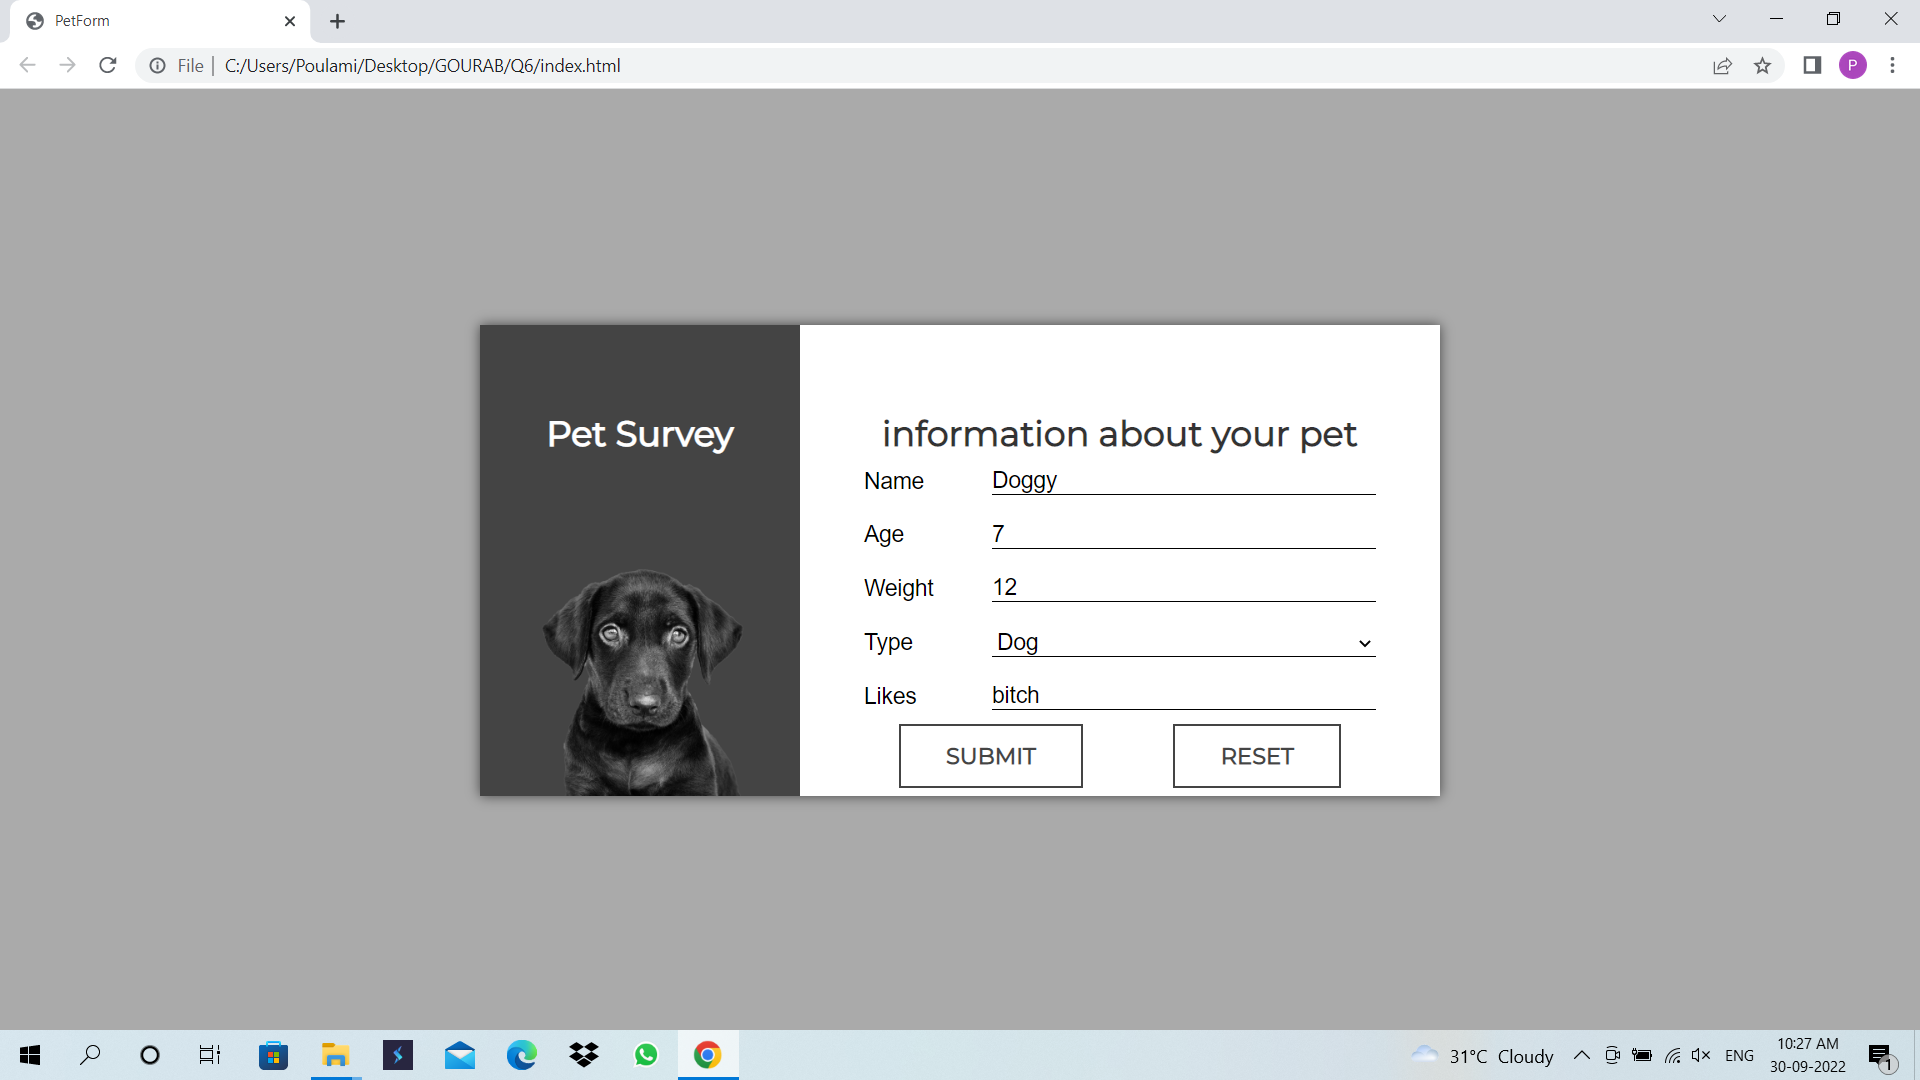 PetForm
File
C:/Users/Poulami/Desktop/GOURAB/Q6/index.html
P
Pet Survey
information about your pet
Name Doggy
Age 7
Weight 12
Type Dog
Likes bitch
SUBMIT RESET
31°C Cloudy
ENG
10:27 AM
30-09-2022
1